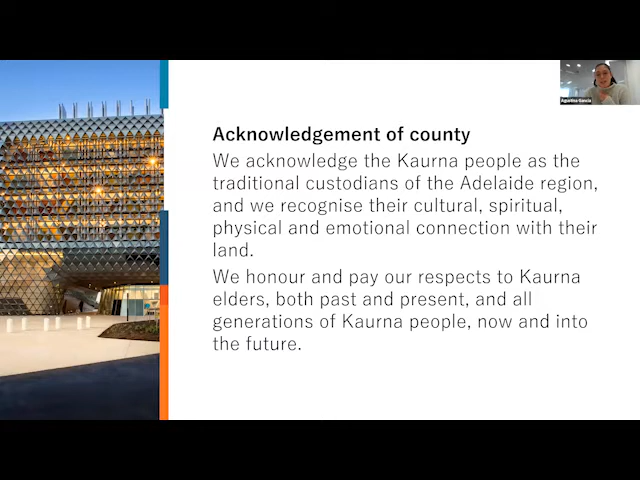 Acknowledgement of county
We acknowledge the Kaurna people as the
traditional custodians of the Adelaide region,
and we recognise their cultural, spiritual,
physical and emotional connection with their
land.
We honour and pay our respects to Kaurna
elders, both past and present, and all
generations of Kaurna people, now and into
the future.
Agustina Garcia